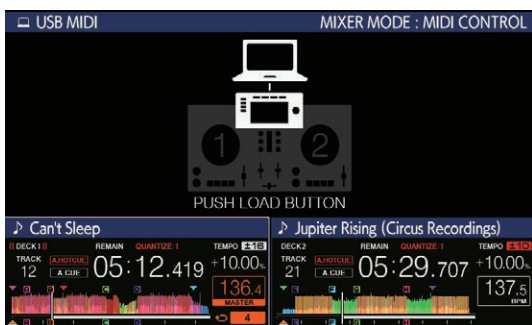 USB MIDI
MIXER MODE : MIDI CONTROL
1 2
PUSH LOAD BUTTON
♪ Can't Sleep
DECK1 REMAIN QUANTIZE:1 TEMPO ±16
TRACK 12 A.HOTCUE A.CUE 05:12.419 +10.00%
136.4
MASTER
4
♪ Jupiter Rising (Circus Recordings)
DECK2 REMAIN QUANTIZE:1 TEMPO ±10
TRACK 21 A.HOTCUE A.CUE 05:29.707 +10.00%
137.5
BPM